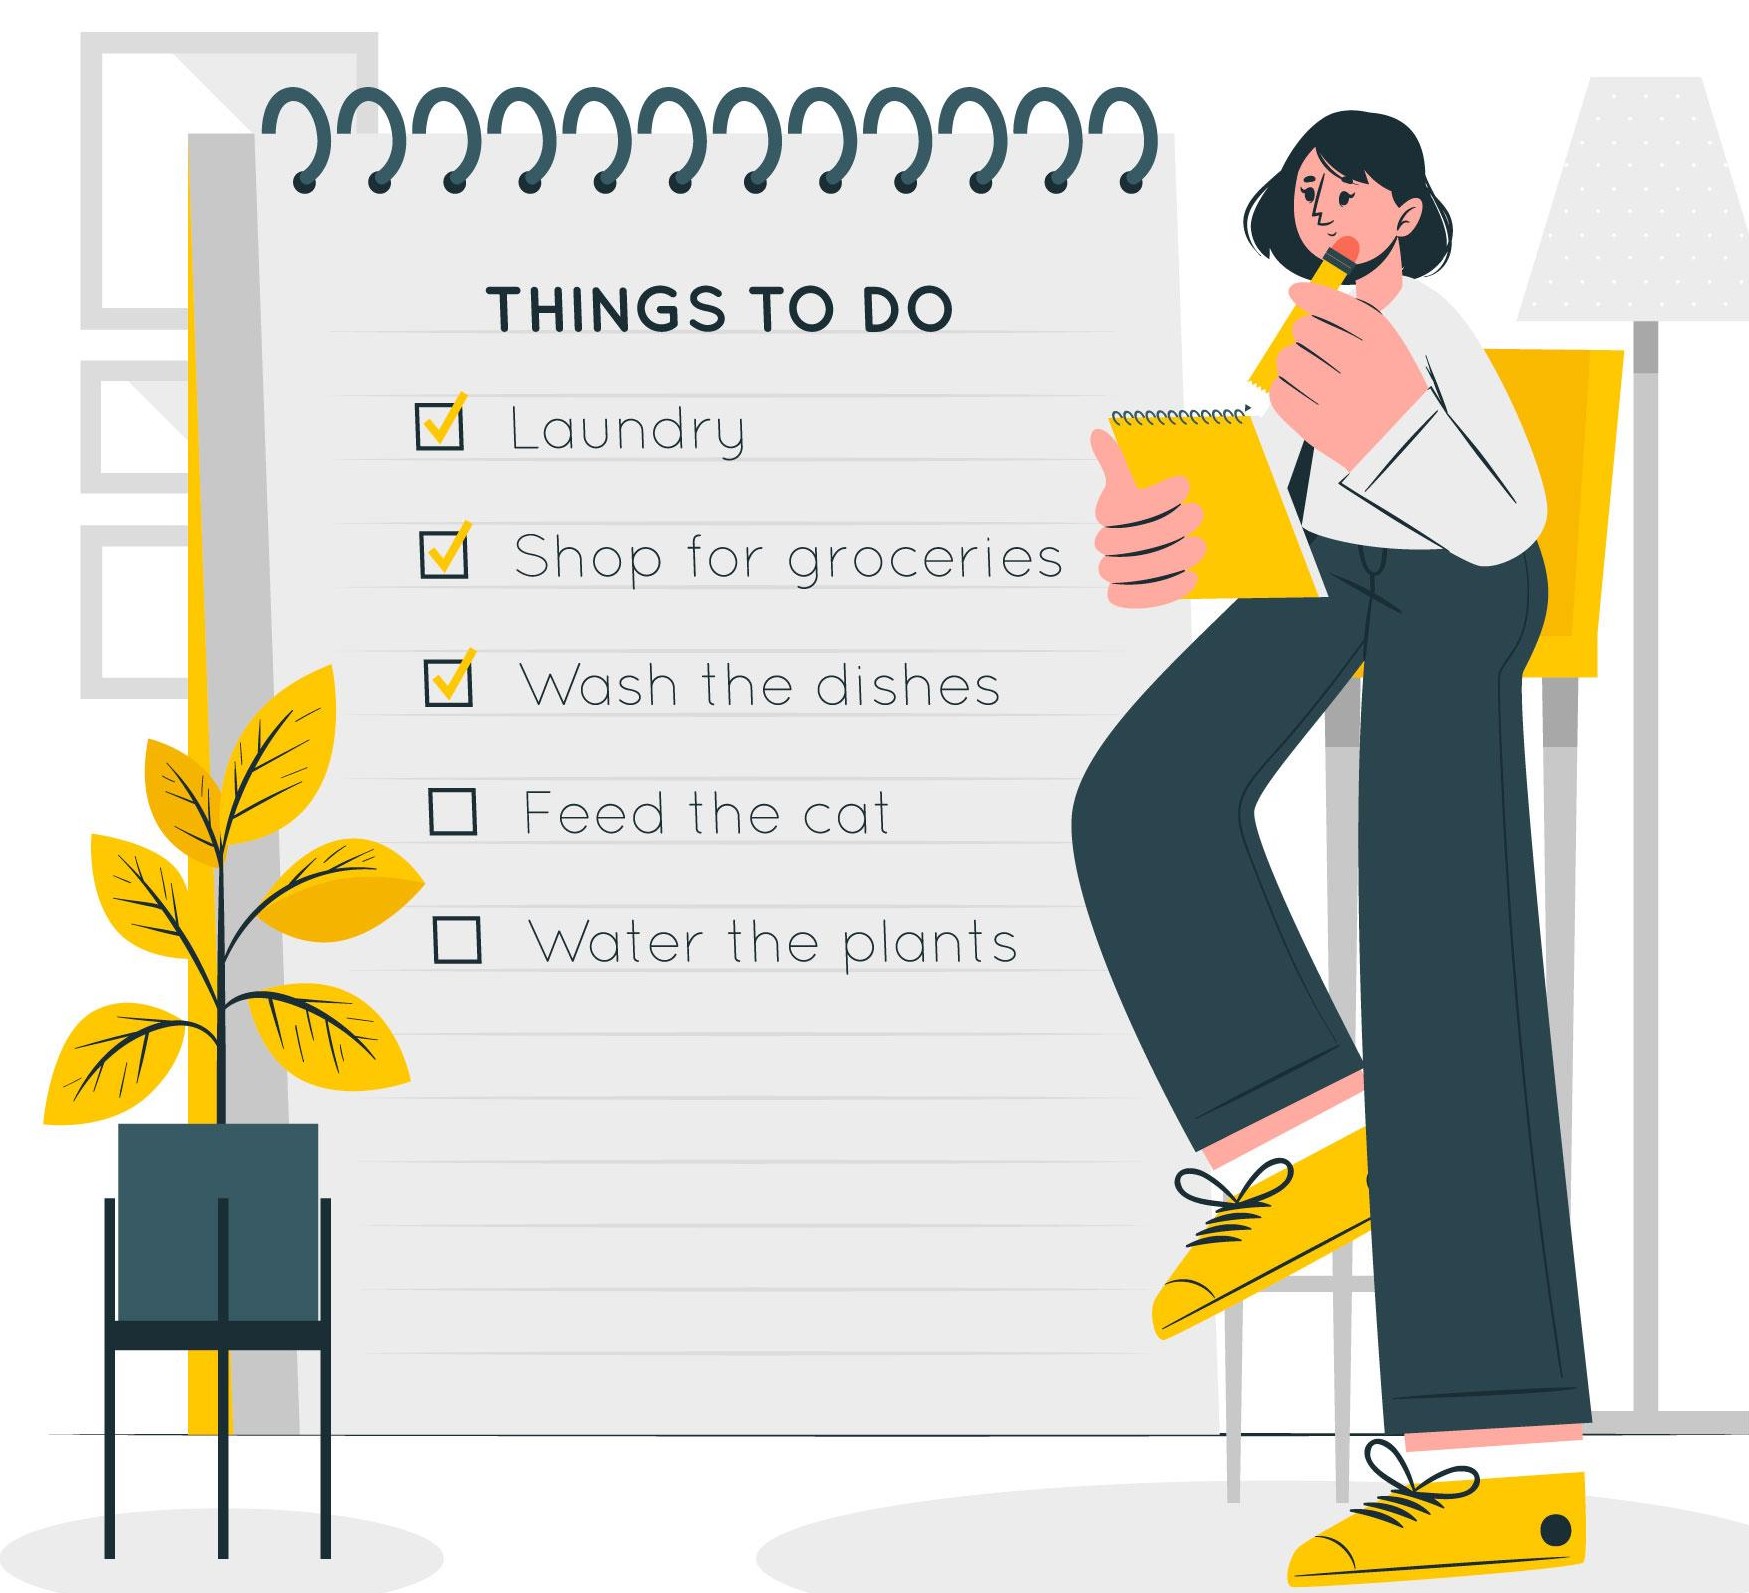 THINGS TO DO
Laundry
Shop for groceries
Wash the dishes
Feed the cat
Water the plants